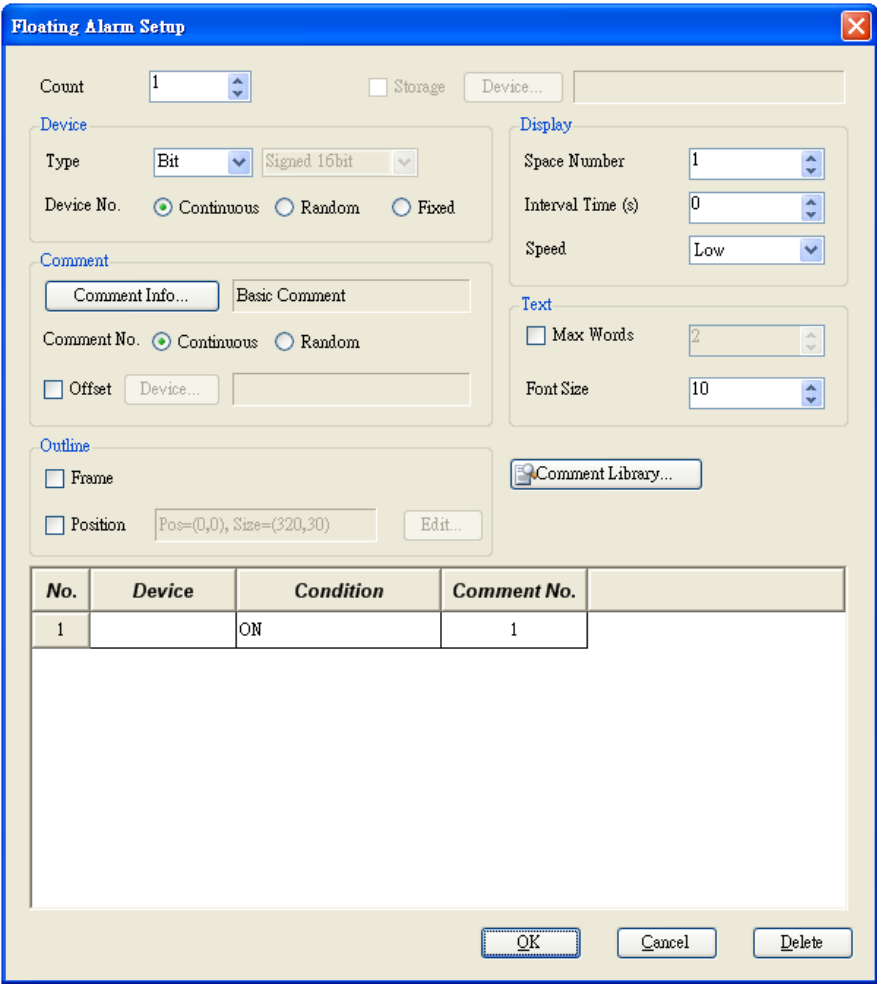 Floating Alarm Setup
Count 1 Storage Device...
Device
Type Bit Signed 16bit
Device No. Continuous Random Fixed
Display
Space Number 1
Interval Time (s) 0
Speed Low
Comment
Comment Info... Basic Comment
Comment No. Continuous Random
Offset Device...
Text
Max Words 2
Font Size 10
Outline
Frame
Position Pos=(0,0), Size=(320,30) Edit...
Comment Library...
No. Device Condition Comment No.
1 ON 1
OK Cancel Delete